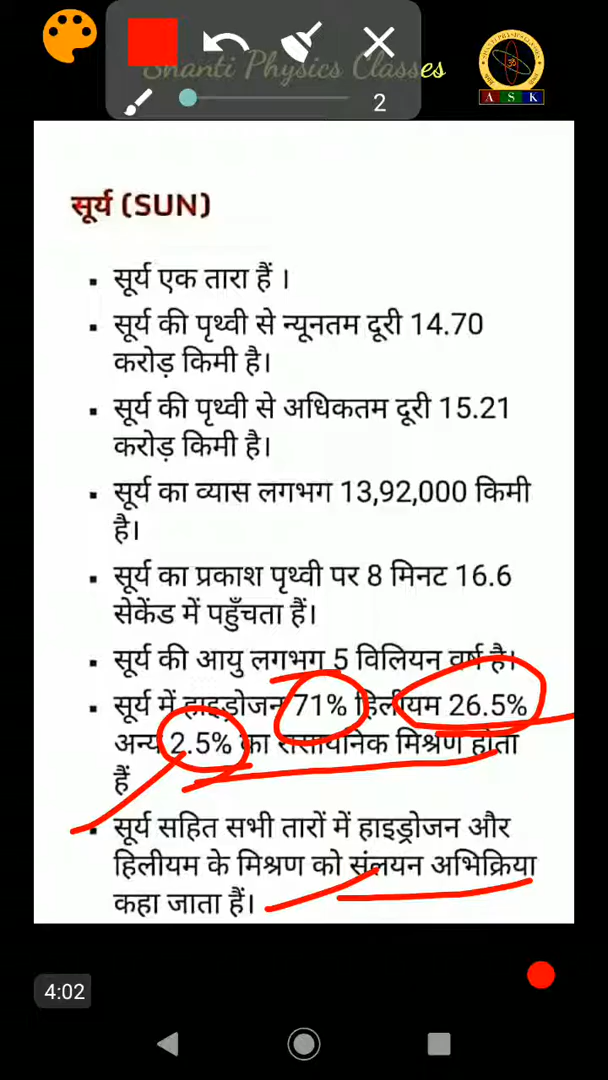 Shanti Physics Classes
2
A S K
सूर्य (SUN)
▪ सूर्य एक तारा हैं ।
▪ सूर्य की पृथ्वी से न्यूनतम दूरी 14.70
करोड़ किमी है।
▪ सूर्य की पृथ्वी से अधिकतम दूरी 15.21
करोड़ किमी है।
▪ सूर्य का व्यास लगभग 13,92,000 किमी
है।
▪ सूर्य का प्रकाश पृथ्वी पर 8 मिनट 16.6
सेकेंड में पहुँचता हैं।
▪ सूर्य की आयु लगभग 5 विलियन वर्ष है।
▪ सूर्य में हाइड्रोजन 71% हिलीयम 26.5%
अन्य 2.5% का रासायनिक मिश्रण होता
हैं
▪ सूर्य सहित सभी तारों में हाइड्रोजन और
हिलीयम के मिश्रण को संलयन अभिक्रिया
कहा जाता हैं।
4:02